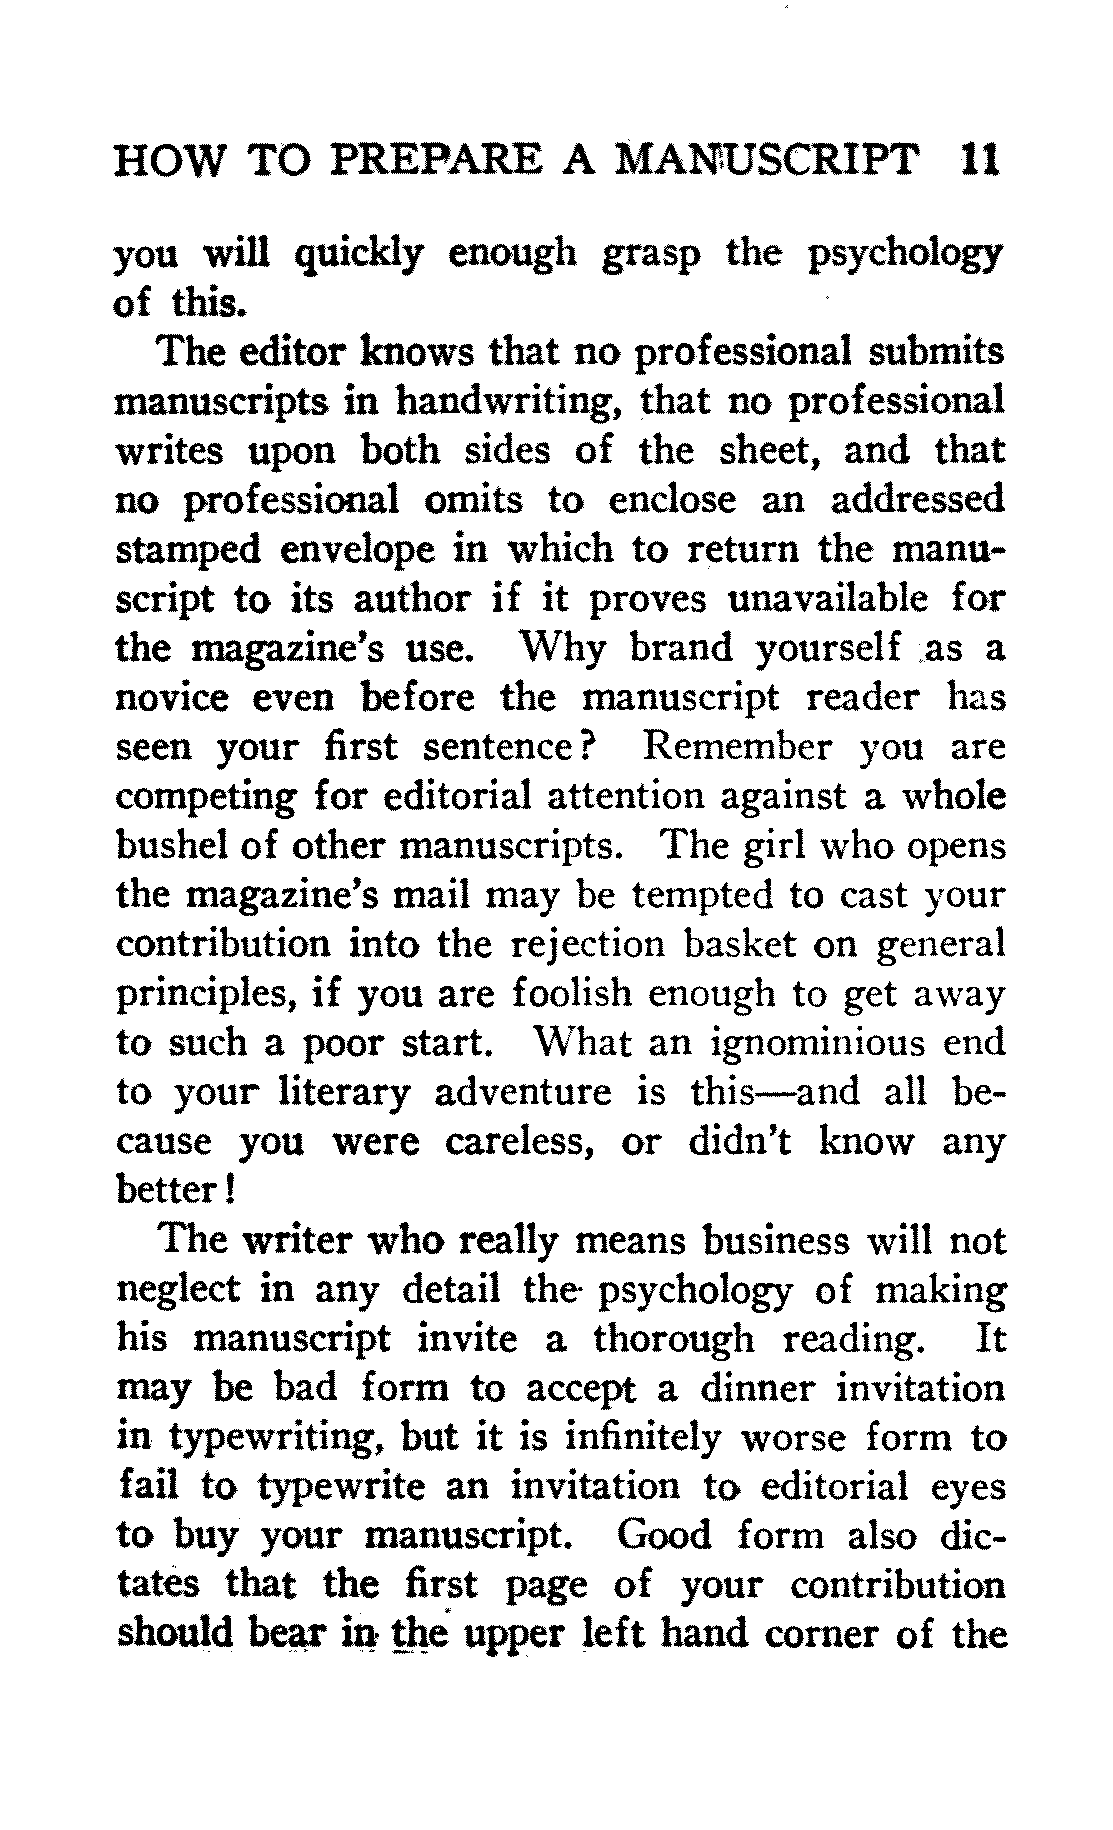 HOW TO PREPARE A MANUSCRIPT 11
you will quickly enough grasp the psychology
of this.
The editor knows that no professional submits
manuscripts in handwriting, that no professional
writes upon both sides of the sheet, and that
no professional omits to enclose an addressed
stamped envelope in which to return the manu-
script to its author if it proves unavailable for
the magazine's use. Why brand yourself as a
novice even before the manuscript reader has
seen your first sentence? Remember you are
competing for editorial attention against a whole
bushel of other manuscripts. The girl who opens
the magazine's mail may be tempted to cast your
contribution into the rejection basket on general
principles, if you are foolish enough to get away
to such a poor start. What an ignominious end
to your literary adventure is this—and all be-
cause you were careless, or didn't know any
better!
The writer who really means business will not
neglect in any detail the psychology of making
his manuscript invite a thorough reading. It
may be bad form to accept a dinner invitation
in typewriting, but it is infinitely worse form to
fail to typewrite an invitation to editorial eyes
to buy your manuscript. Good form also dic-
tates that the first page of your contribution
should bear in the upper left hand corner of the